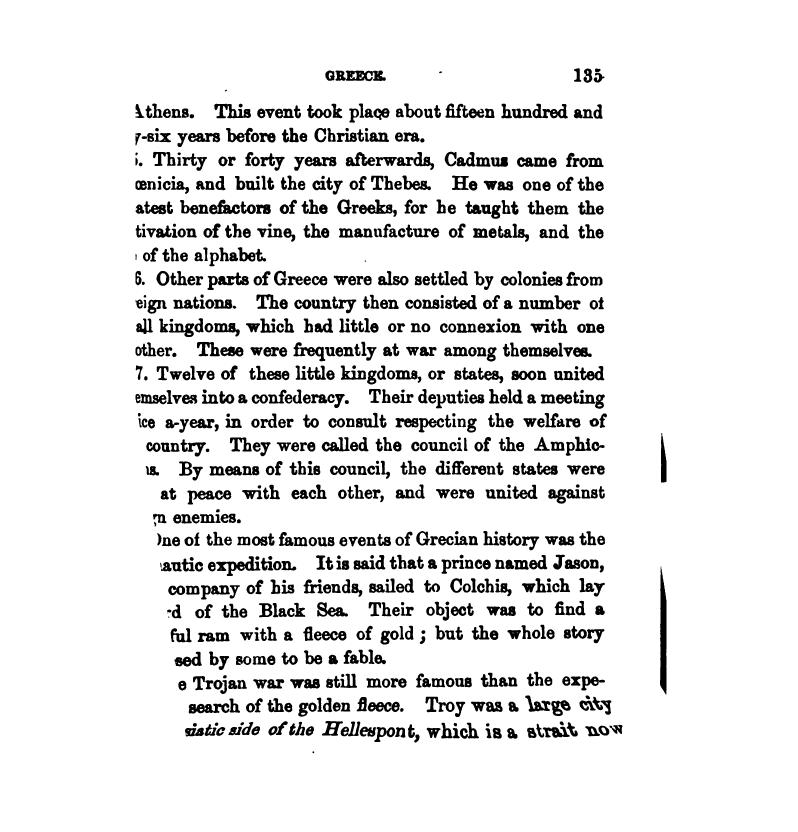 GREECE. 135
Athens. This event took place about fifteen hundred and
-six years before the Christian era.
Thirty or forty years afterwards, Cadmus came from
œnicia, and built the city of Thebes. He was one of the
atest benefactors of the Greeks, for he taught them the
tivation of the vine, the manufacture of metals, and the
of the alphabet.
6. Other parts of Greece were also settled by colonies from
eign nations. The country then consisted of a number of
all kingdoms, which had little or no connexion with one
other. These were frequently at war among themselves.
7. Twelve of these little kingdoms, or states, soon united
emselves into a confederacy. Their deputies held a meeting
ice a-year, in order to consult respecting the welfare of
country. They were called the council of the Amphic-
s. By means of this council, the different states were
at peace with each other, and were united against
n enemies.
One of the most famous events of Grecian history was the
autic expedition. It is said that a prince named Jason,
company of his friends, sailed to Colchis, which lay
d of the Black Sea. Their object was to find a
ful ram with a fleece of gold; but the whole story
sed by some to be a fable.
e Trojan war was still more famous than the expe-
search of the golden fleece. Troy was a large city
siatic side of the Hellespont, which is a strait now